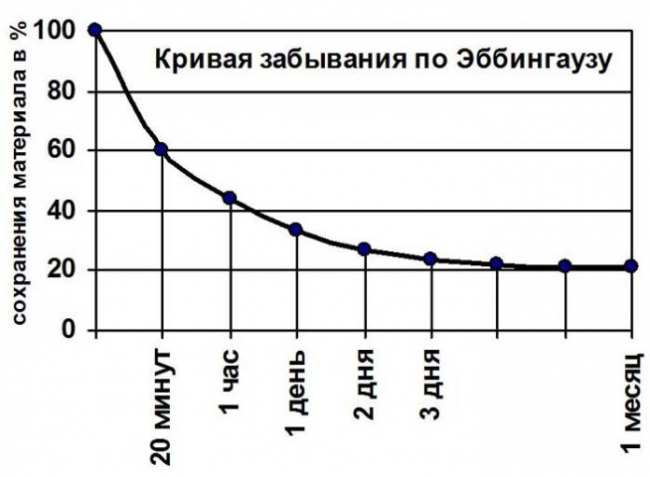 Кривая забывания по Эббингаузу
сохранения материала в %
100
80
60
40
20
0
20 минут
1 час
1 день
2 дня
3 дня
1 месяц